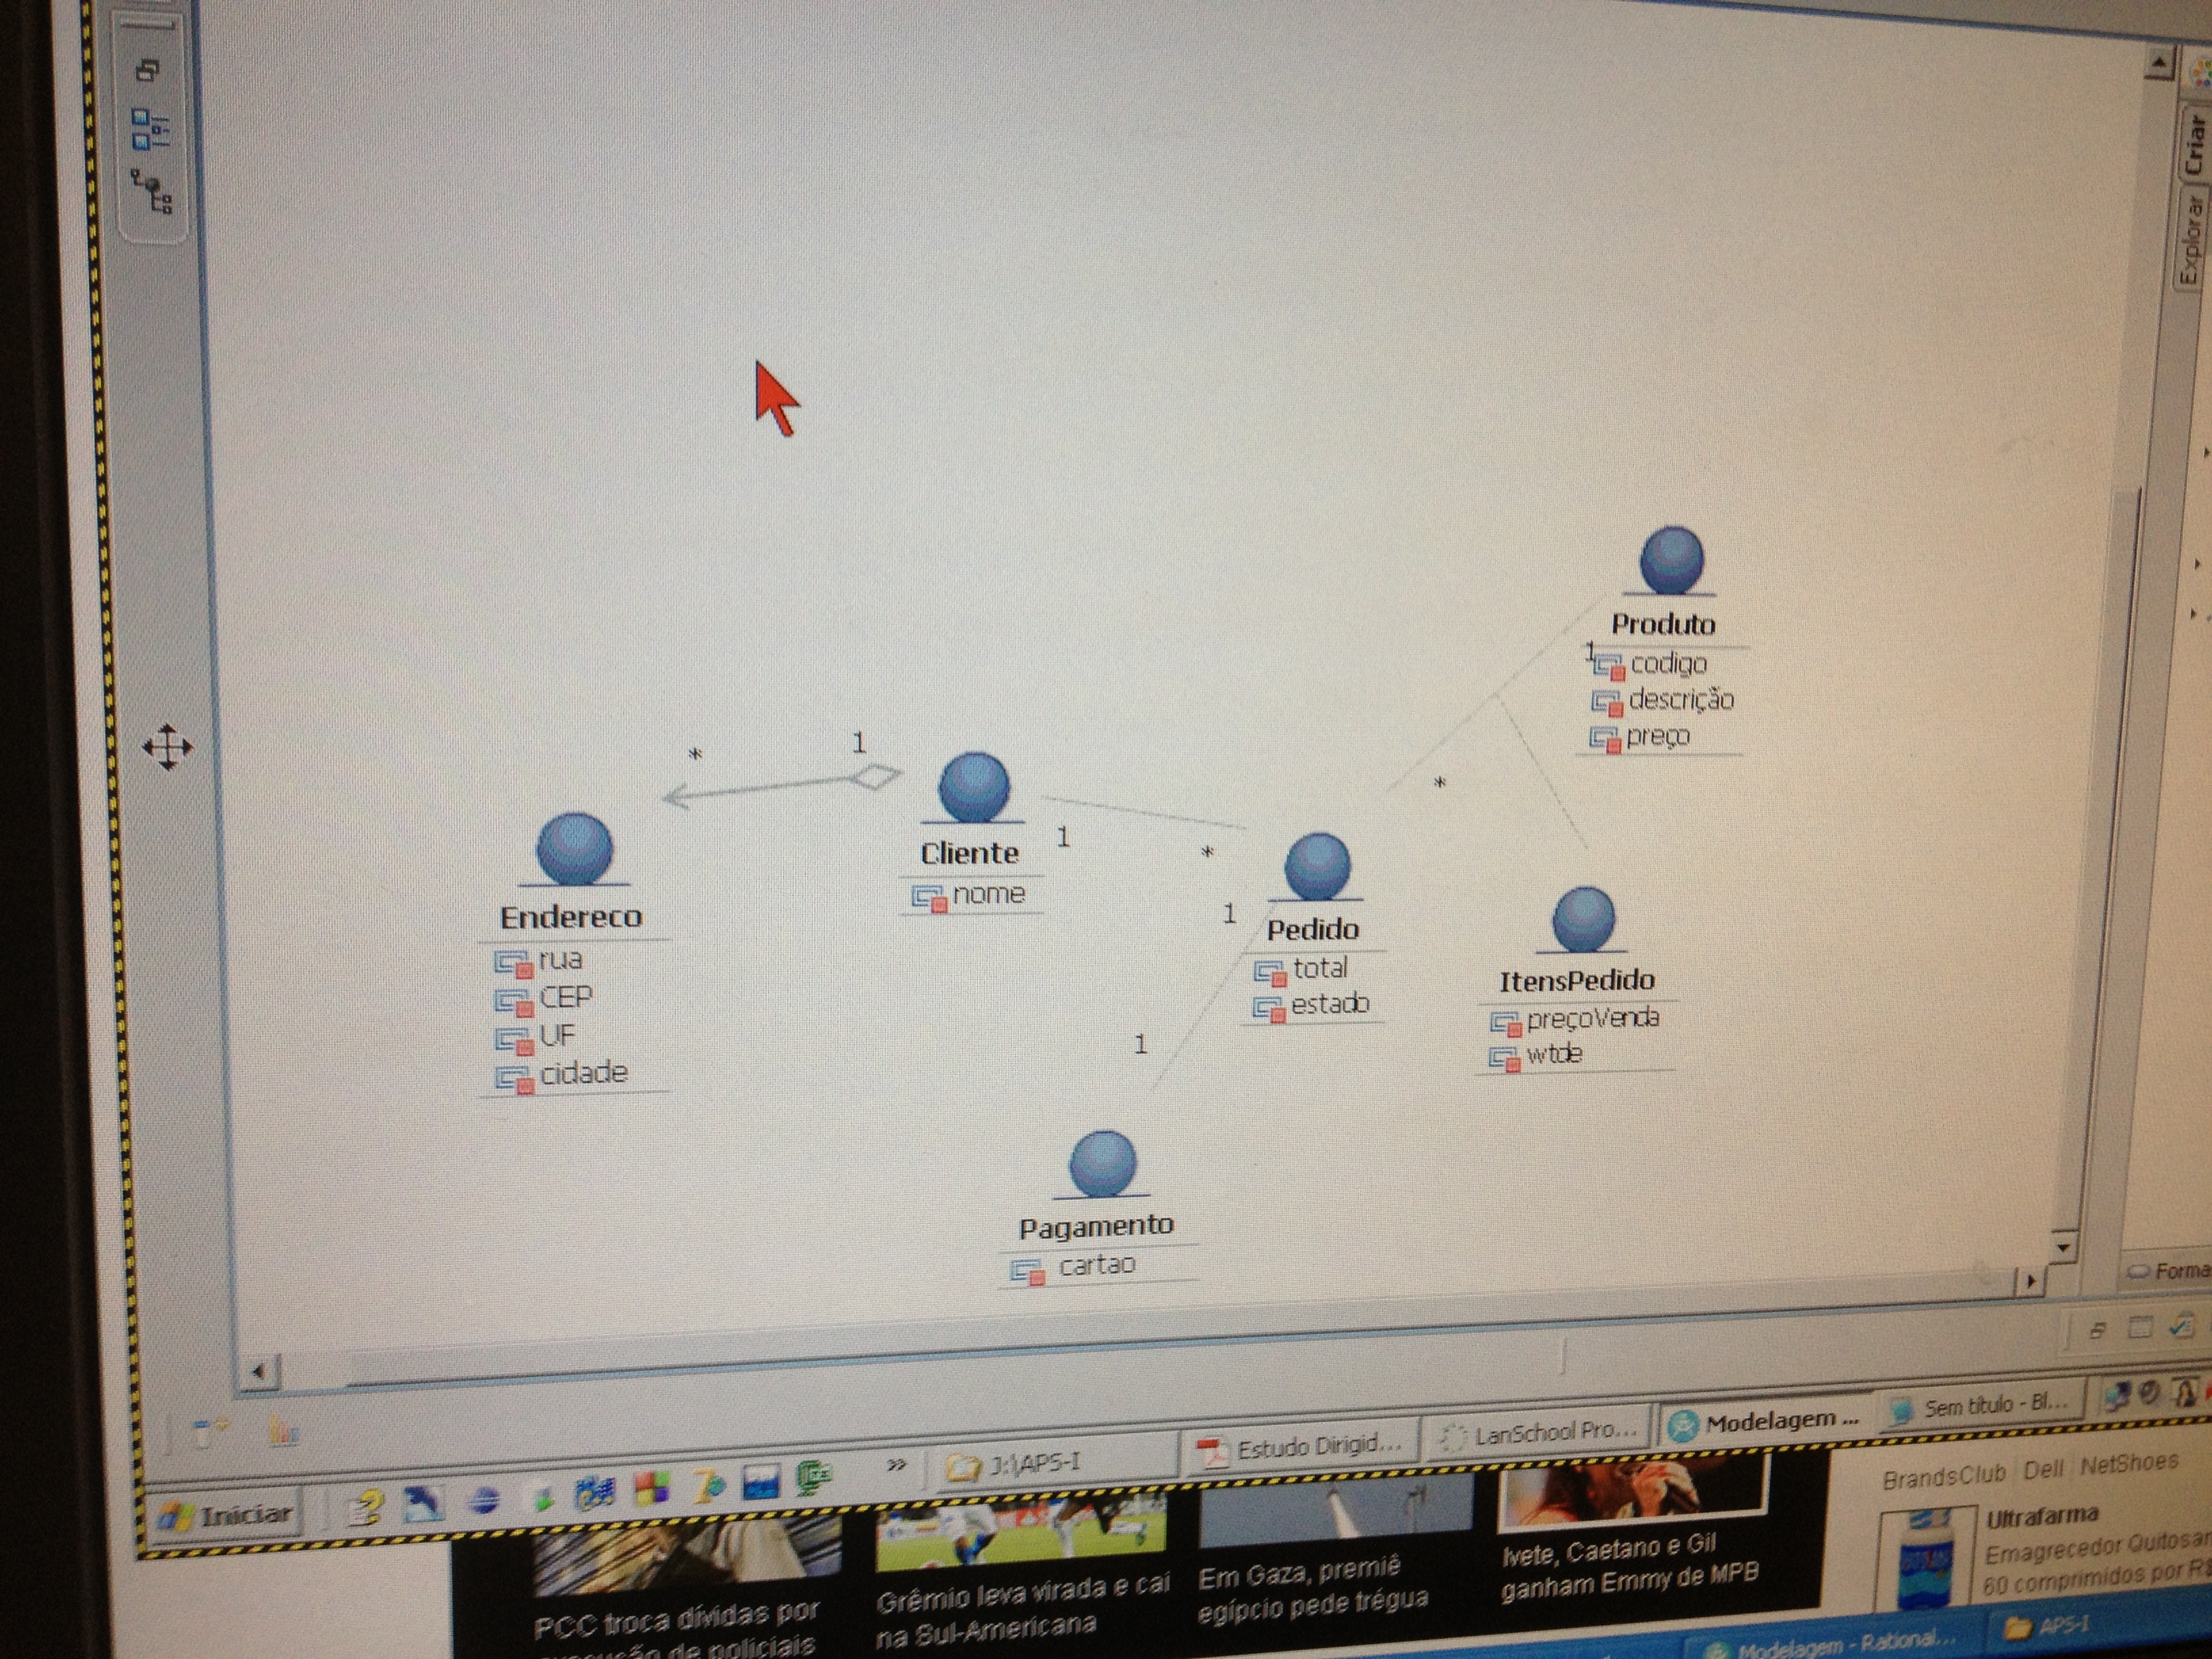 Criar
Explorar
Produto
1
codigo
descrição
preço
*
*
1
Cliente
nome
1
*
Endereco
rua
CEP
UF
cidade
1
Pedido
total
estado
1
ItensPedido
preçoVenda
wtde
Pagamento
cartao
Forma
Iniciar
»
J:\APS-I
Estudo Dirigid...
LanSchool Pro...
Modelagem ...
Sem título - Bl...
PCC troca dívidas por
de policiais
Grêmio leva virada e cai
na Sul-Americana
Em Gaza, premiê
egípcio pede trégua
Ivete, Caetano e Gil
ganham Emmy de MPB
BrandsClub | Dell | NetShoes
Ultrafarma
Emagrecedor Quitosan
60 comprimidos por R$
Modelagem - Rational...
APS-I